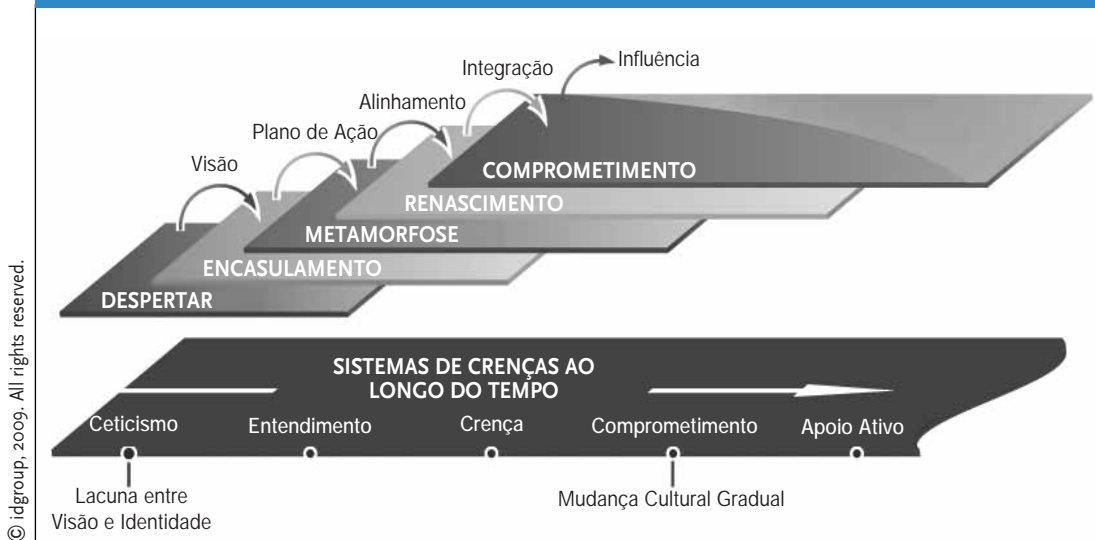 Influência
Integração
Alinhamento
Plano de Ação
Visão
COMPROMETIMENTO
RENASCIMENTO
METAMORFOSE
ENCASULAMENTO
DESPERTAR
SISTEMAS DE CRENÇAS AO
LONGO DO TEMPO
Ceticismo
Entendimento
Crença
Comprometimento
Apoio Ativo
Lacuna entre
Visão e Identidade
Mudança Cultural Gradual
© idgroup, 2009. All rights reserved.